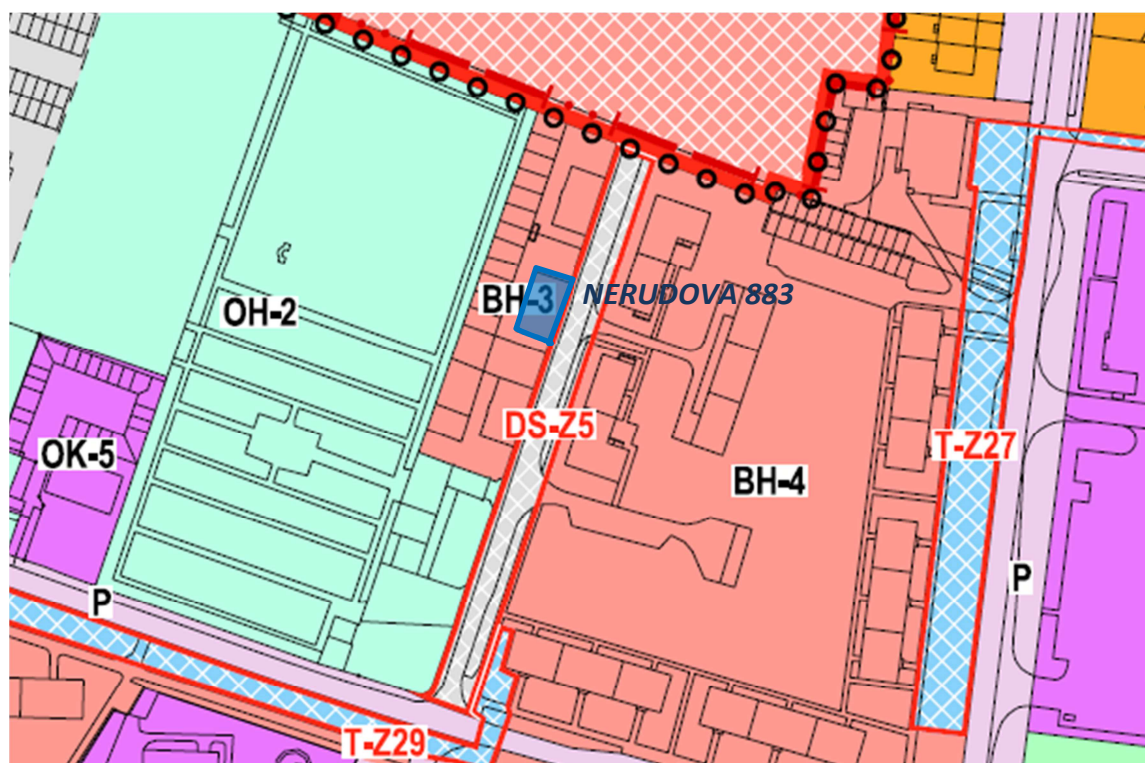 BH-3
NERUDOVA 883
OH-2
DS-Z5
OK-5
T-Z27
BH-4
P
P
T-Z29